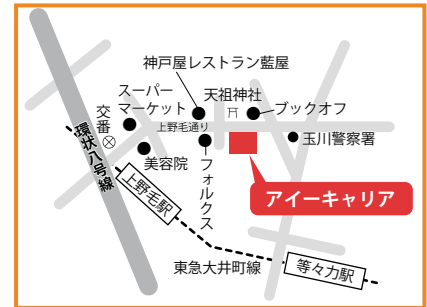 神戸屋レストラン藍屋
スーパー
マーケット
天祖神社
ブックオフ
交番
上野毛通り
玉川警察署
環状八号線
美容院
フォルクス
アイーキャリア
上野毛駅
東急大井町線
等々力駅